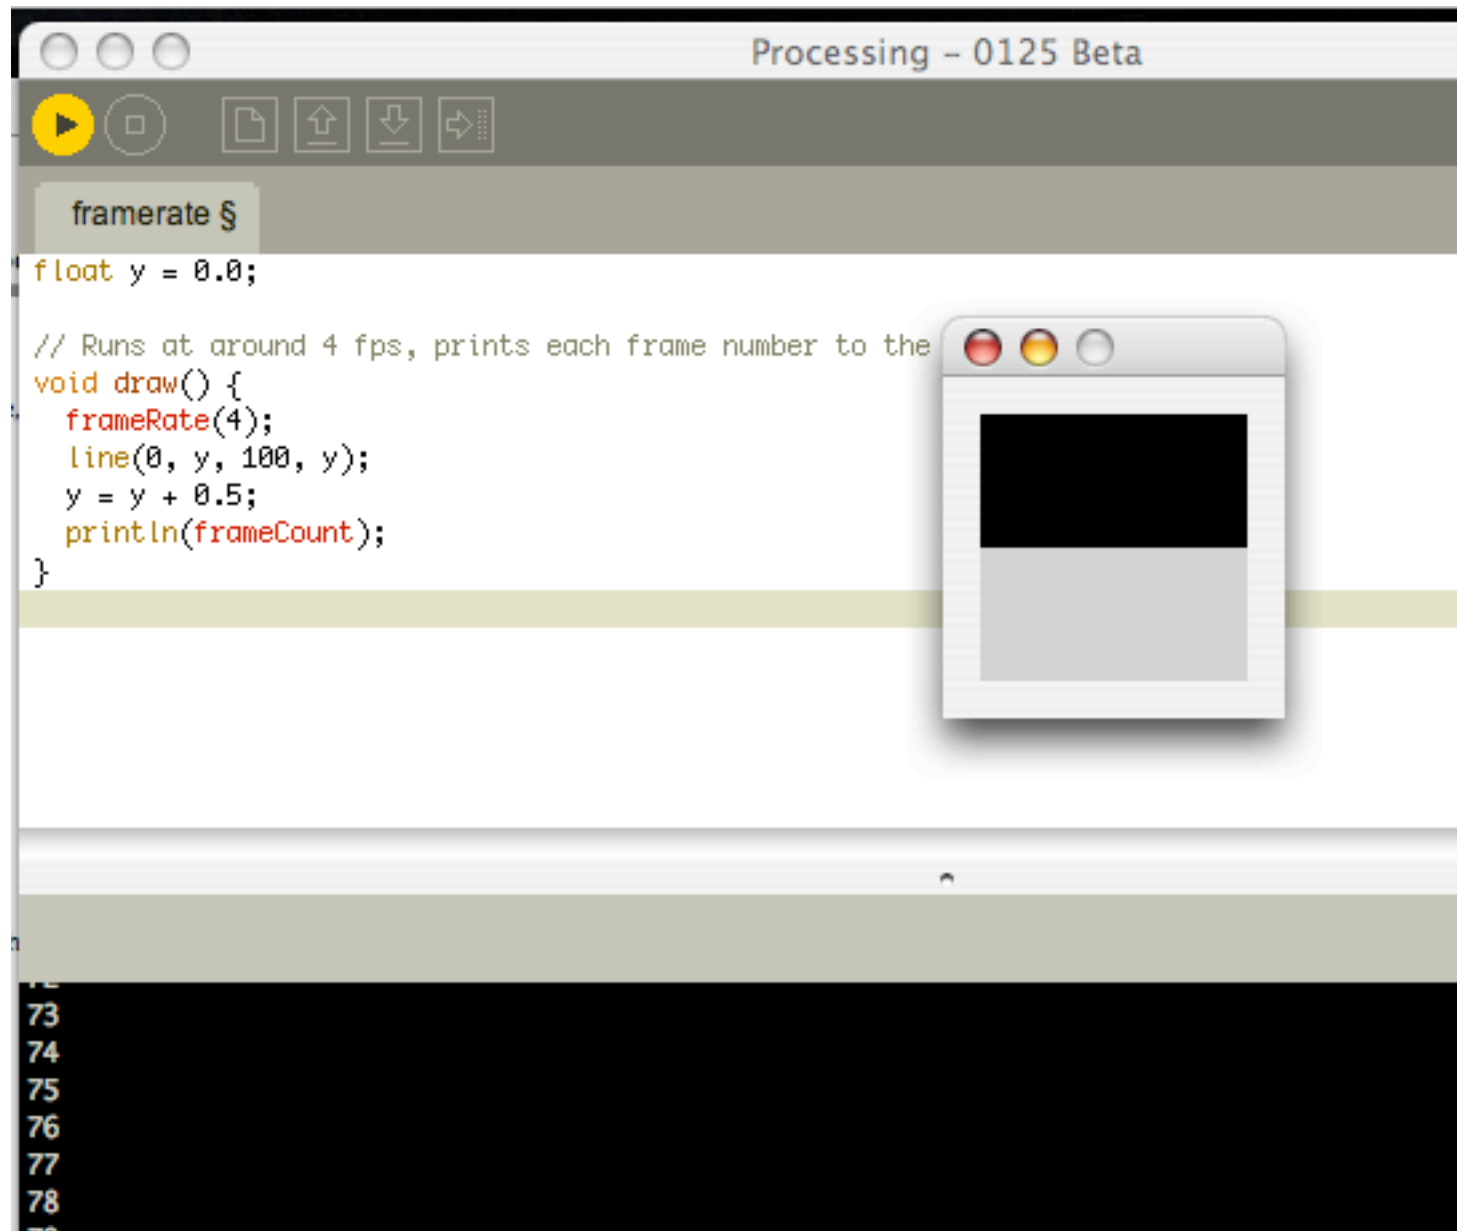 Processing – 0125 Beta
framerate §
float y = 0.0;
// Runs at around 4 fps, prints each frame number to the
void draw() {
  frameRate(4);
  line(0, y, 100, y);
  y = y + 0.5;
  println(frameCount);
}
73
74
75
76
77
78